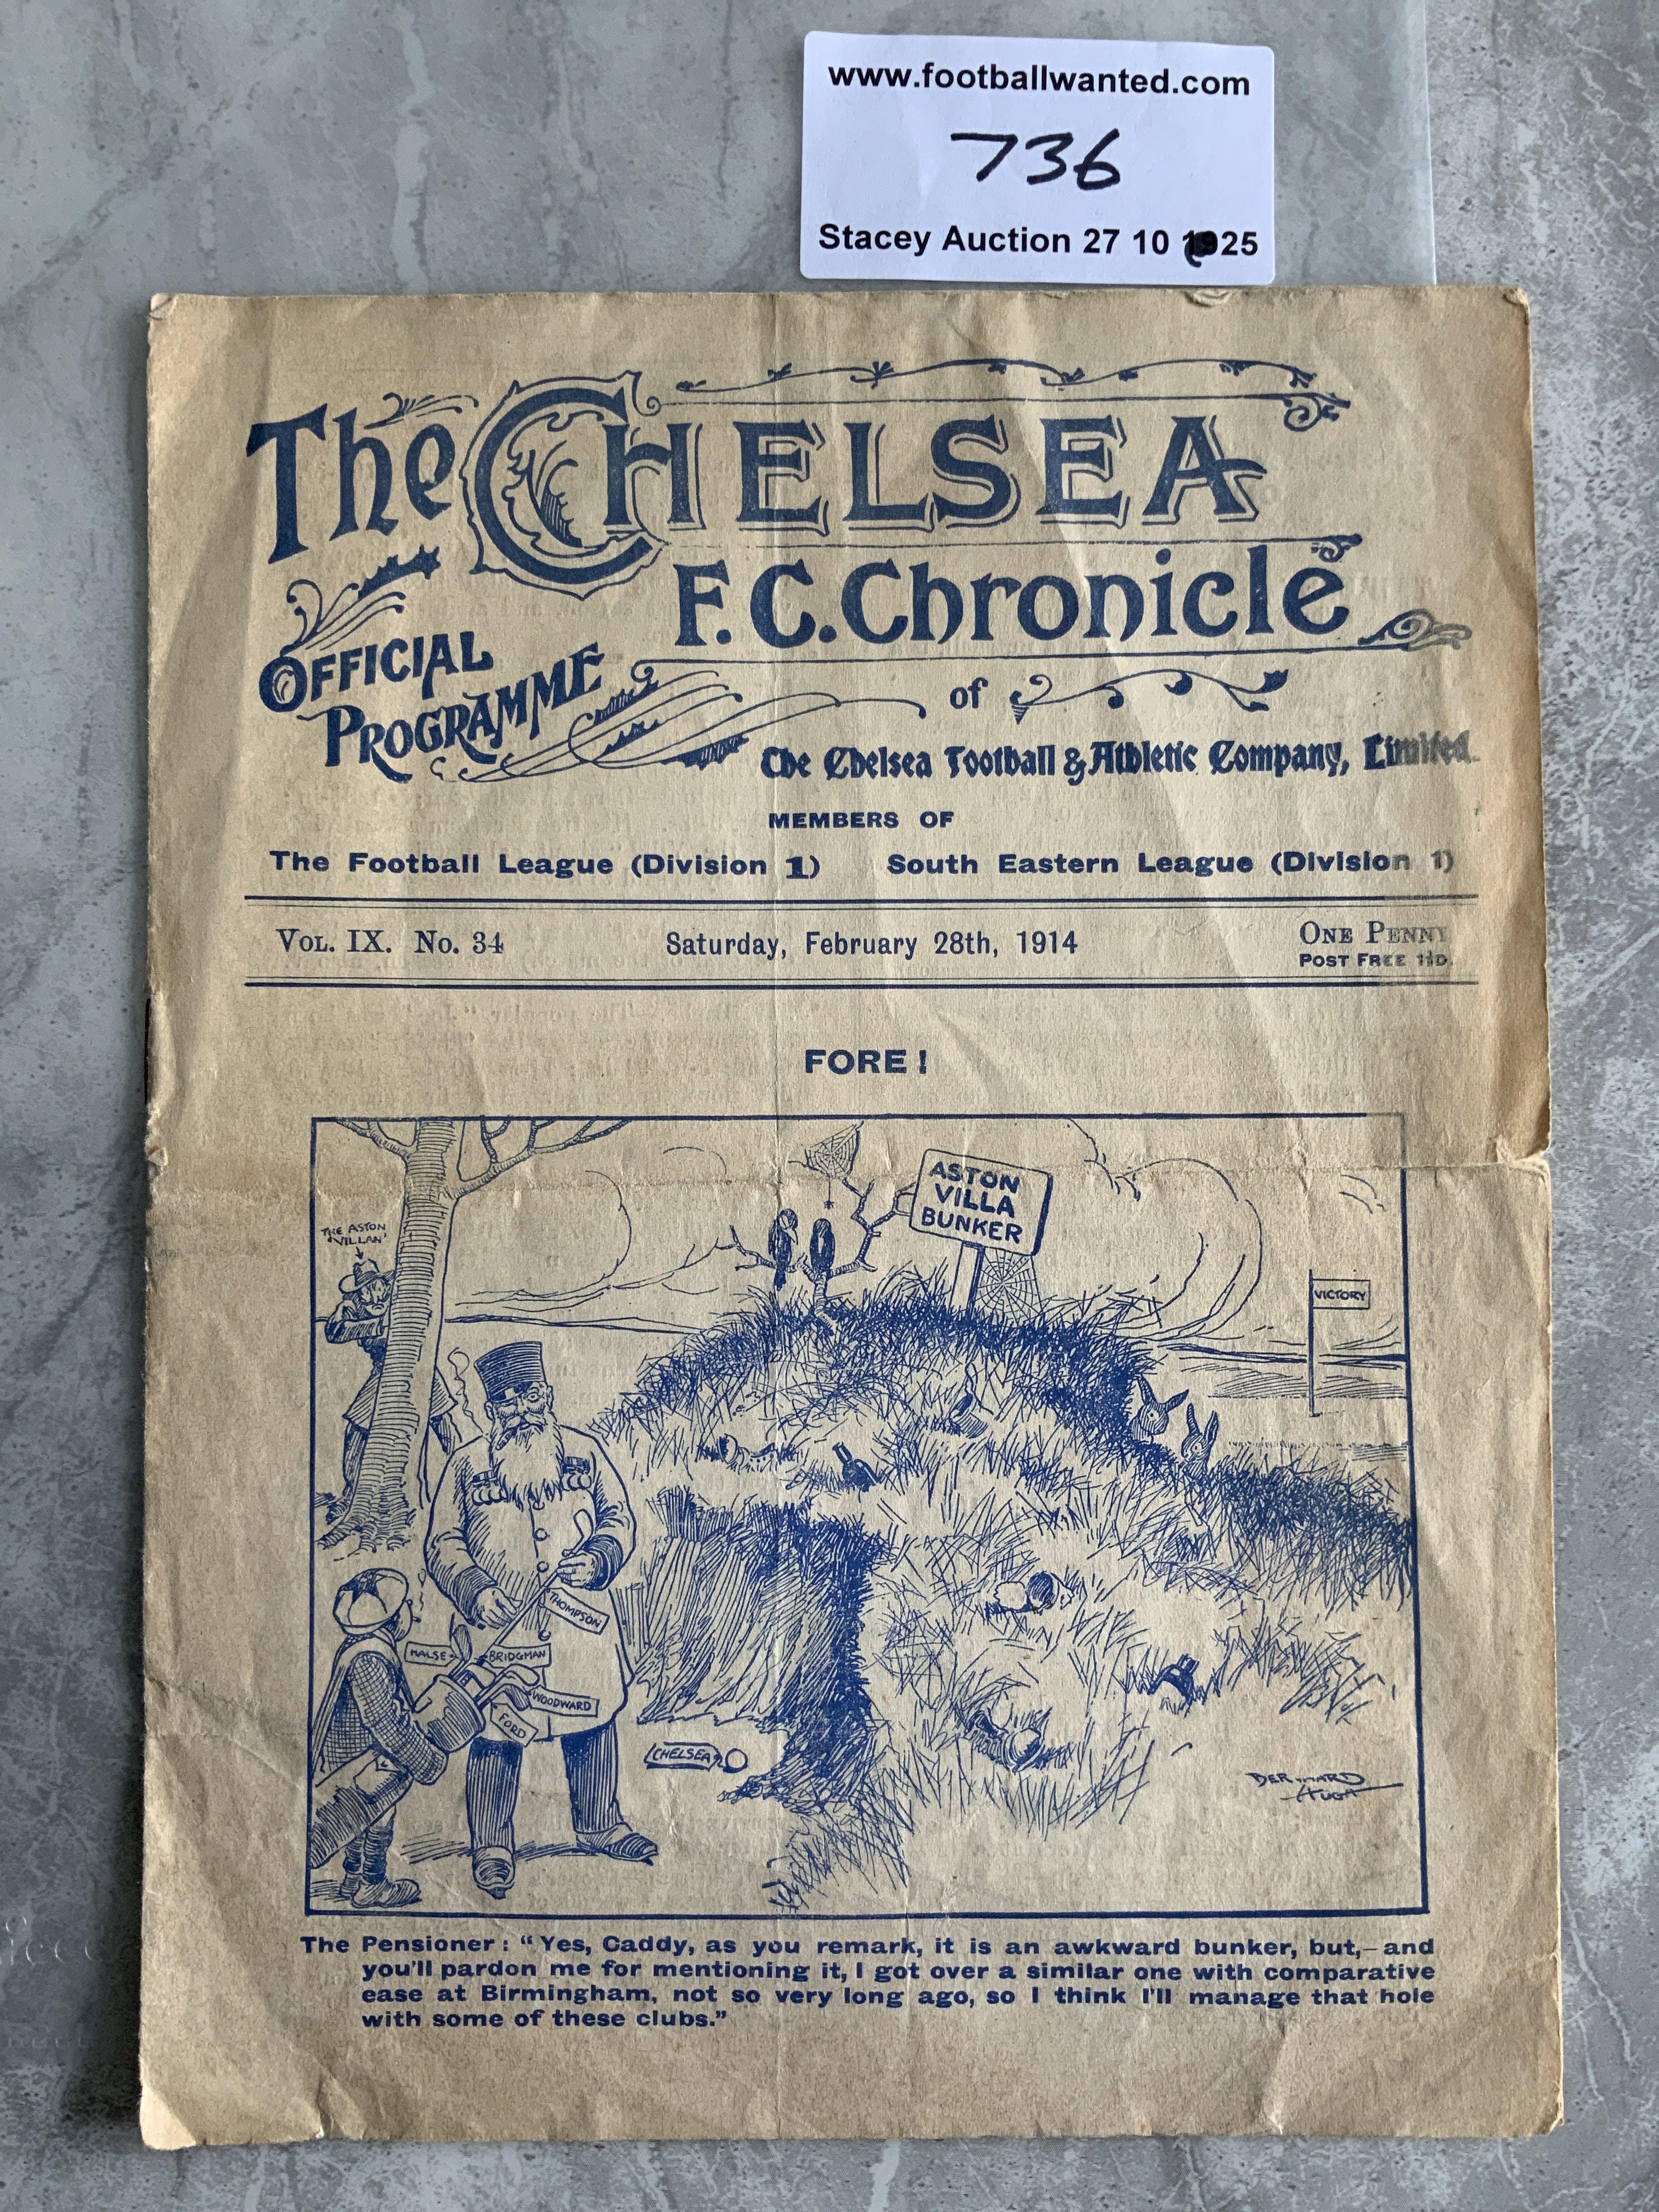 www.footballwanted.com
736
Stacey Auction 27 10 25
The CHELSEA
F.C. Chronicle
OFFICIAL
PROGRAMME
of
The Chelsea Football & Athletic Company, Limited.
MEMBERS OF
The Football League (Division 1) South Eastern League (Division 1)
VOL. IX. No. 34 Saturday, February 28th, 1914 ONE PENNY
POST FREE 1½D.
FORE!
ASTON
VILLA
BUNKER
THE ASTON
'VILLAN'
VICTORY
THOMPSON
HALSE
BRIDGMAN
WOODWARD
FORD
CHELSEA
BERNARD
HUGH
The Pensioner: "Yes, Caddy, as you remark, it is an awkward bunker, but,—and
you'll pardon me for mentioning it, I got over a similar one with comparative
ease at Birmingham, not so very long ago, so I think I'll manage that hole
with some of these clubs."